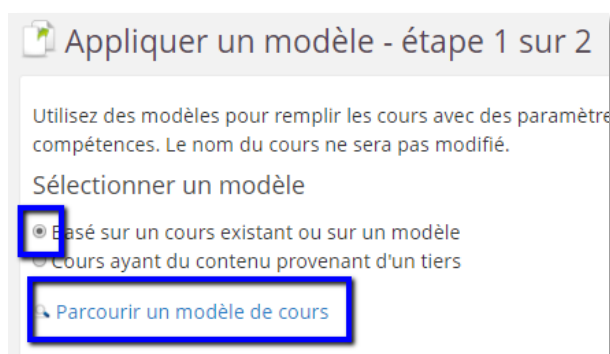 Appliquer un modèle - étape 1 sur 2
Utilisez des modèles pour remplir les cours avec des paramètre
compétences. Le nom du cours ne sera pas modifié.
Sélectionner un modèle
Basé sur un cours existant ou sur un modèle
Cours ayant du contenu provenant d'un tiers
Parcourir un modèle de cours